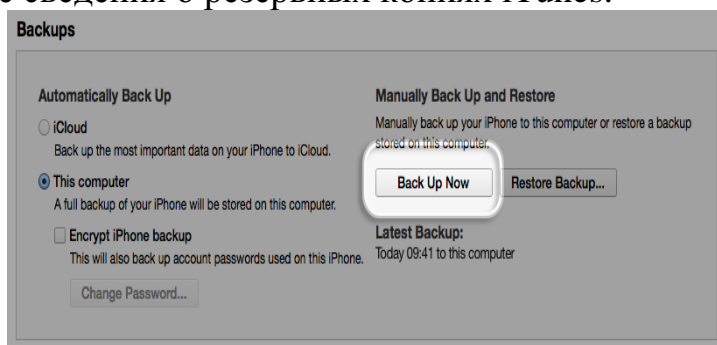 сведения о резервных копиях iTunes.
Backups
Automatically Back Up
iCloud
Back up the most important data on your iPhone to iCloud.
This computer
A full backup of your iPhone will be stored on this computer.
Encrypt iPhone backup
This will also back up account passwords used on this iPhone.
Change Password...
Manually Back Up and Restore
Manually back up your iPhone to this computer or restore a backup
stored on this computer.
Back Up Now
Restore Backup...
Latest Backup:
Today 09:41 to this computer